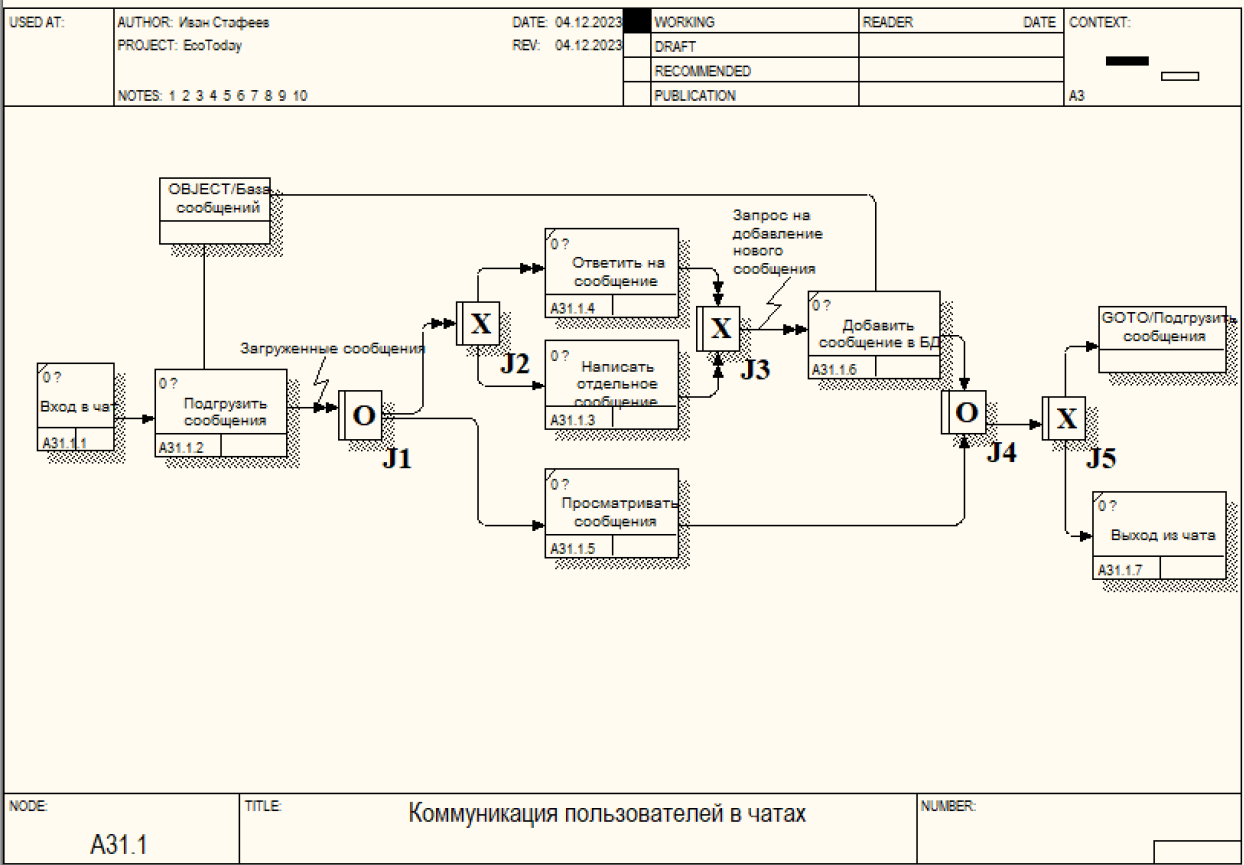 USED AT:
AUTHOR: Иван Стафеев
DATE: 04.12.2023
WORKING
READER
DATE
CONTEXT:
PROJECT: EcoToday
REV: 04.12.2023
DRAFT
RECOMMENDED
NOTES: 1 2 3 4 5 6 7 8 9 10
PUBLICATION
A3
OBJECT/База
сообщений
Запрос на
добавление
нового
сообщения
0 ?
Ответить на
сообщение
A31.1.4
X
J2
X
J3
0 ?
Добавить
сообщение в БД
A31.1.6
GOTO/Подгрузить
сообщения
Загруженные сообщения
0 ?
Написать
отдельное
сообщение
A31.1.3
0 ?
Вход в чат
A31.1.1
0 ?
Подгрузить
сообщения
A31.1.2
O
J1
O
J4
X
J5
0 ?
Просматривать
сообщения
A31.1.5
0 ?
Выход из чата
A31.1.7
NODE:
A31.1
TITLE:
Коммуникация пользователей в чатах
NUMBER: